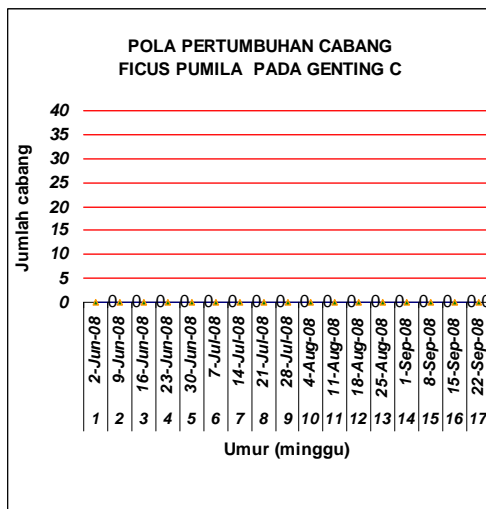 POLA PERTUMBUHAN CABANG
FICUS PUMILA PADA GENTING C
Jumlah cabang
40
35
30
25
20
15
10
5
0
0 0 0 0 0 0 0 0 0 0 0 0 0 0 0 0 0
2-Jun-08 9-Jun-08 16-Jun-08 23-Jun-08 30-Jun-08 7-Jul-08 14-Jul-08 21-Jul-08 28-Jul-08 4-Aug-08 11-Aug-08 18-Aug-08 25-Aug-08 1-Sep-08 8-Sep-08 15-Sep-08 22-Sep-08
1 2 3 4 5 6 7 8 9 10 11 12 13 14 15 16 17
Umur (minggu)